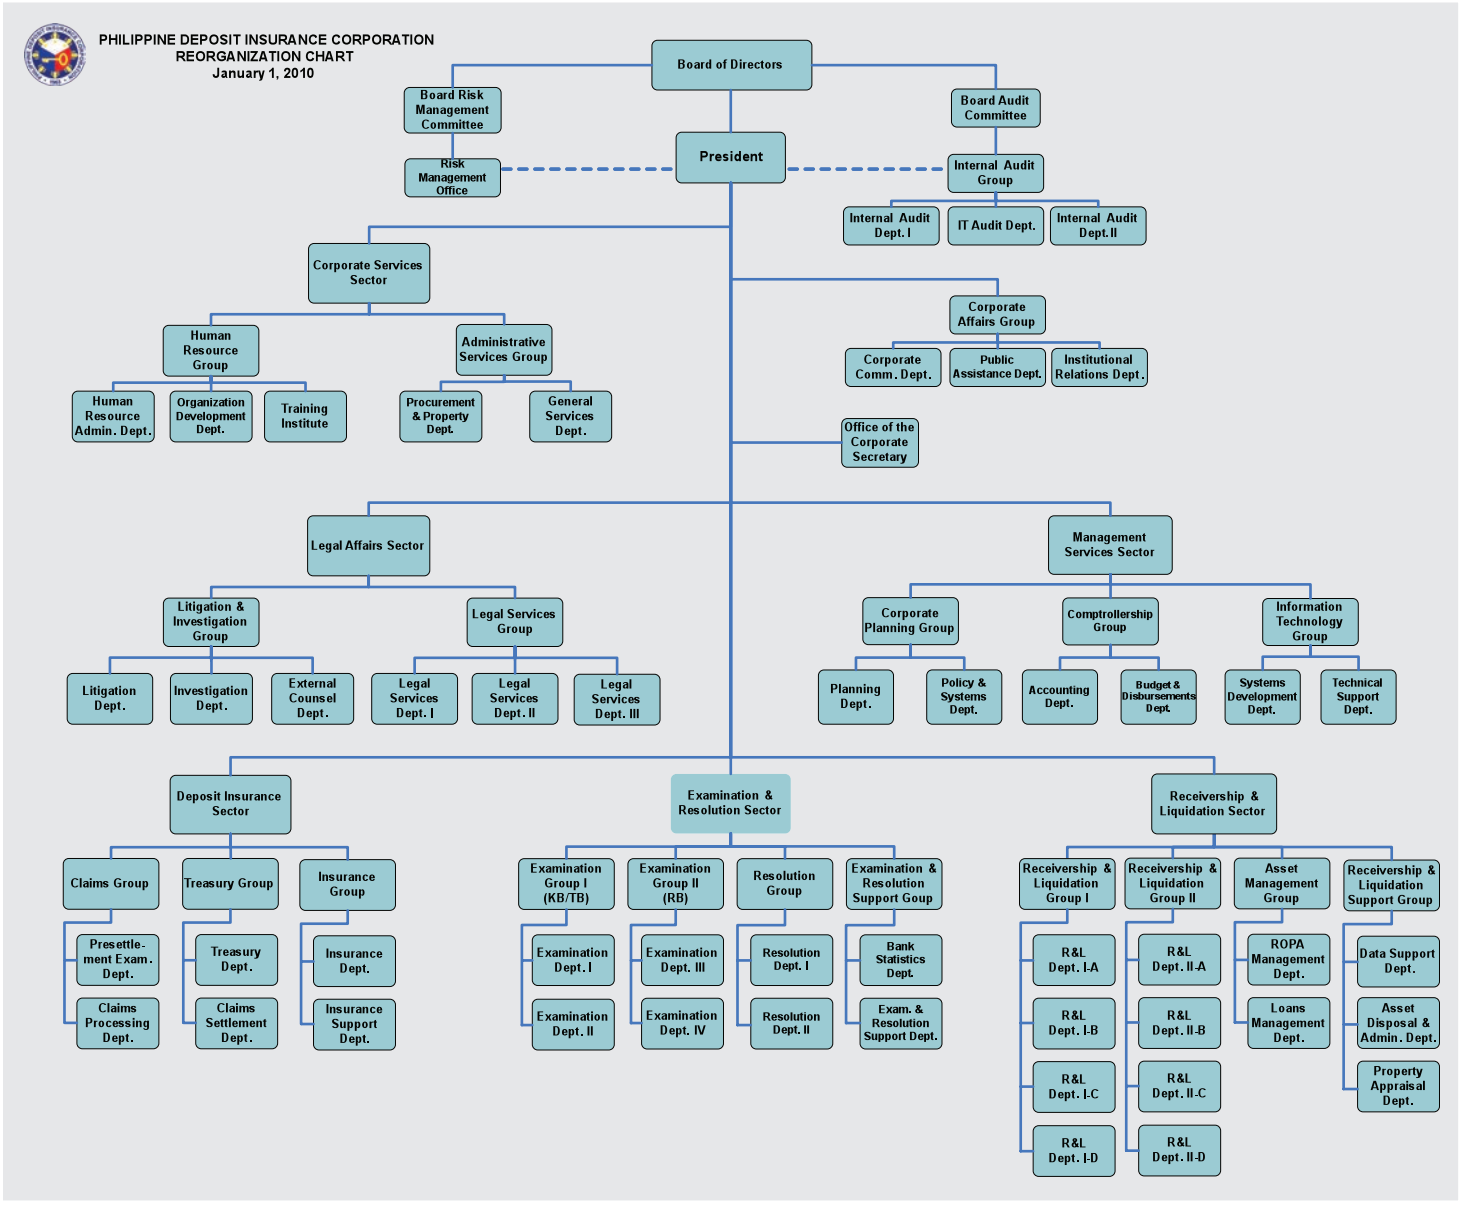 PHILIPPINE DEPOSIT INSURANCE CORPORATION
REORGANIZATION CHART
January 1, 2010
Board of Directors
Board Risk
Management
Committee
Board Audit
Committee
President
Risk
Management
Office
Internal Audit
Group
Internal Audit
Dept. I
IT Audit Dept.
Internal Audit
Dept. II
Corporate Services
Sector
Human
Resource
Group
Administrative
Services Group
Human
Resource
Admin. Dept.
Organization
Development
Dept.
Training
Institute
Procurement
& Property
Dept.
General
Services
Dept.
Corporate
Affairs Group
Corporate
Comm. Dept.
Public
Assistance Dept.
Institutional
Relations Dept.
Office of the
Corporate
Secretary
Legal Affairs Sector
Litigation &
Investigation
Group
Legal Services
Group
Litigation
Dept.
Investigation
Dept.
External
Counsel
Dept.
Legal
Services
Dept. I
Legal
Services
Dept. II
Legal
Services
Dept. III
Management
Services Sector
Corporate
Planning Group
Comptrollership
Group
Information
Technology
Group
Planning
Dept.
Policy &
Systems
Dept.
Accounting
Dept.
Budget &
Disbursements
Dept.
Systems
Development
Dept.
Technical
Support
Dept.
Deposit Insurance
Sector
Claims Group
Treasury Group
Insurance
Group
Presettle-
ment Exam.
Dept.
Treasury
Dept.
Insurance
Dept.
Claims
Processing
Dept.
Claims
Settlement
Dept.
Insurance
Support
Dept.
Examination &
Resolution Sector
Examination
Group I
(KB/TB)
Examination
Group II
(RB)
Resolution
Group
Examination &
Resolution
Support Goup
Examination
Dept. I
Examination
Dept. III
Resolution
Dept. I
Bank
Statistics
Dept.
Examination
Dept. II
Examination
Dept. IV
Resolution
Dept. II
Exam. &
Resolution
Support Dept.
Receivership &
Liquidation Sector
Receivership &
Liquidation
Group I
Receivership &
Liquidation
Group II
Asset
Management
Group
Receivership &
Liquidation
Support Group
R&L
Dept. I-A
R&L
Dept. II-A
ROPA
Management
Dept.
Data Support
Dept.
R&L
Dept. I-B
R&L
Dept. II-B
Loans
Management
Dept.
Asset
Disposal &
Admin. Dept.
R&L
Dept. I-C
R&L
Dept. II-C
Property
Appraisal
Dept.
R&L
Dept. I-D
R&L
Dept. II-D